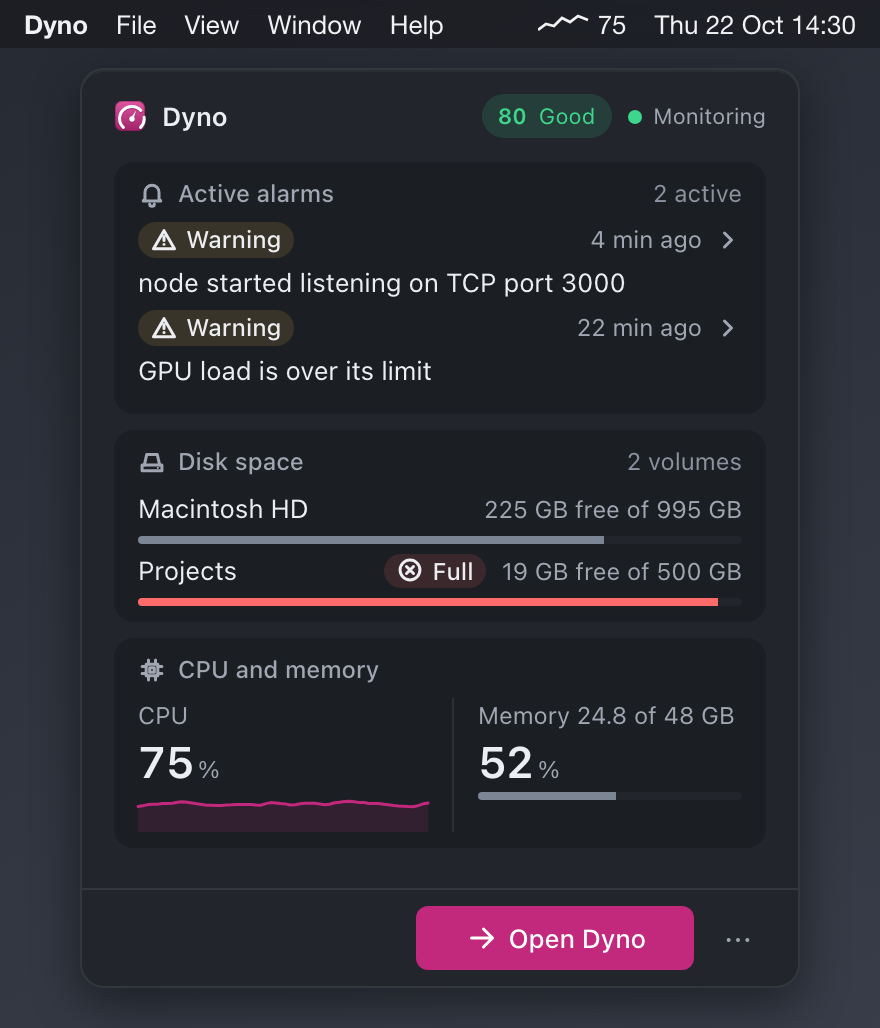 Dyno File View Window Help 75 Thu 22 Oct 14:30
Dyno 80 Good Monitoring
Active alarms 2 active
Warning 4 min ago
node started listening on TCP port 3000
Warning 22 min ago
GPU load is over its limit
Disk space 2 volumes
Macintosh HD 225 GB free of 995 GB
Projects Full 19 GB free of 500 GB
CPU and memory
CPU
75 %
Memory 24.8 of 48 GB
52 %
Open Dyno